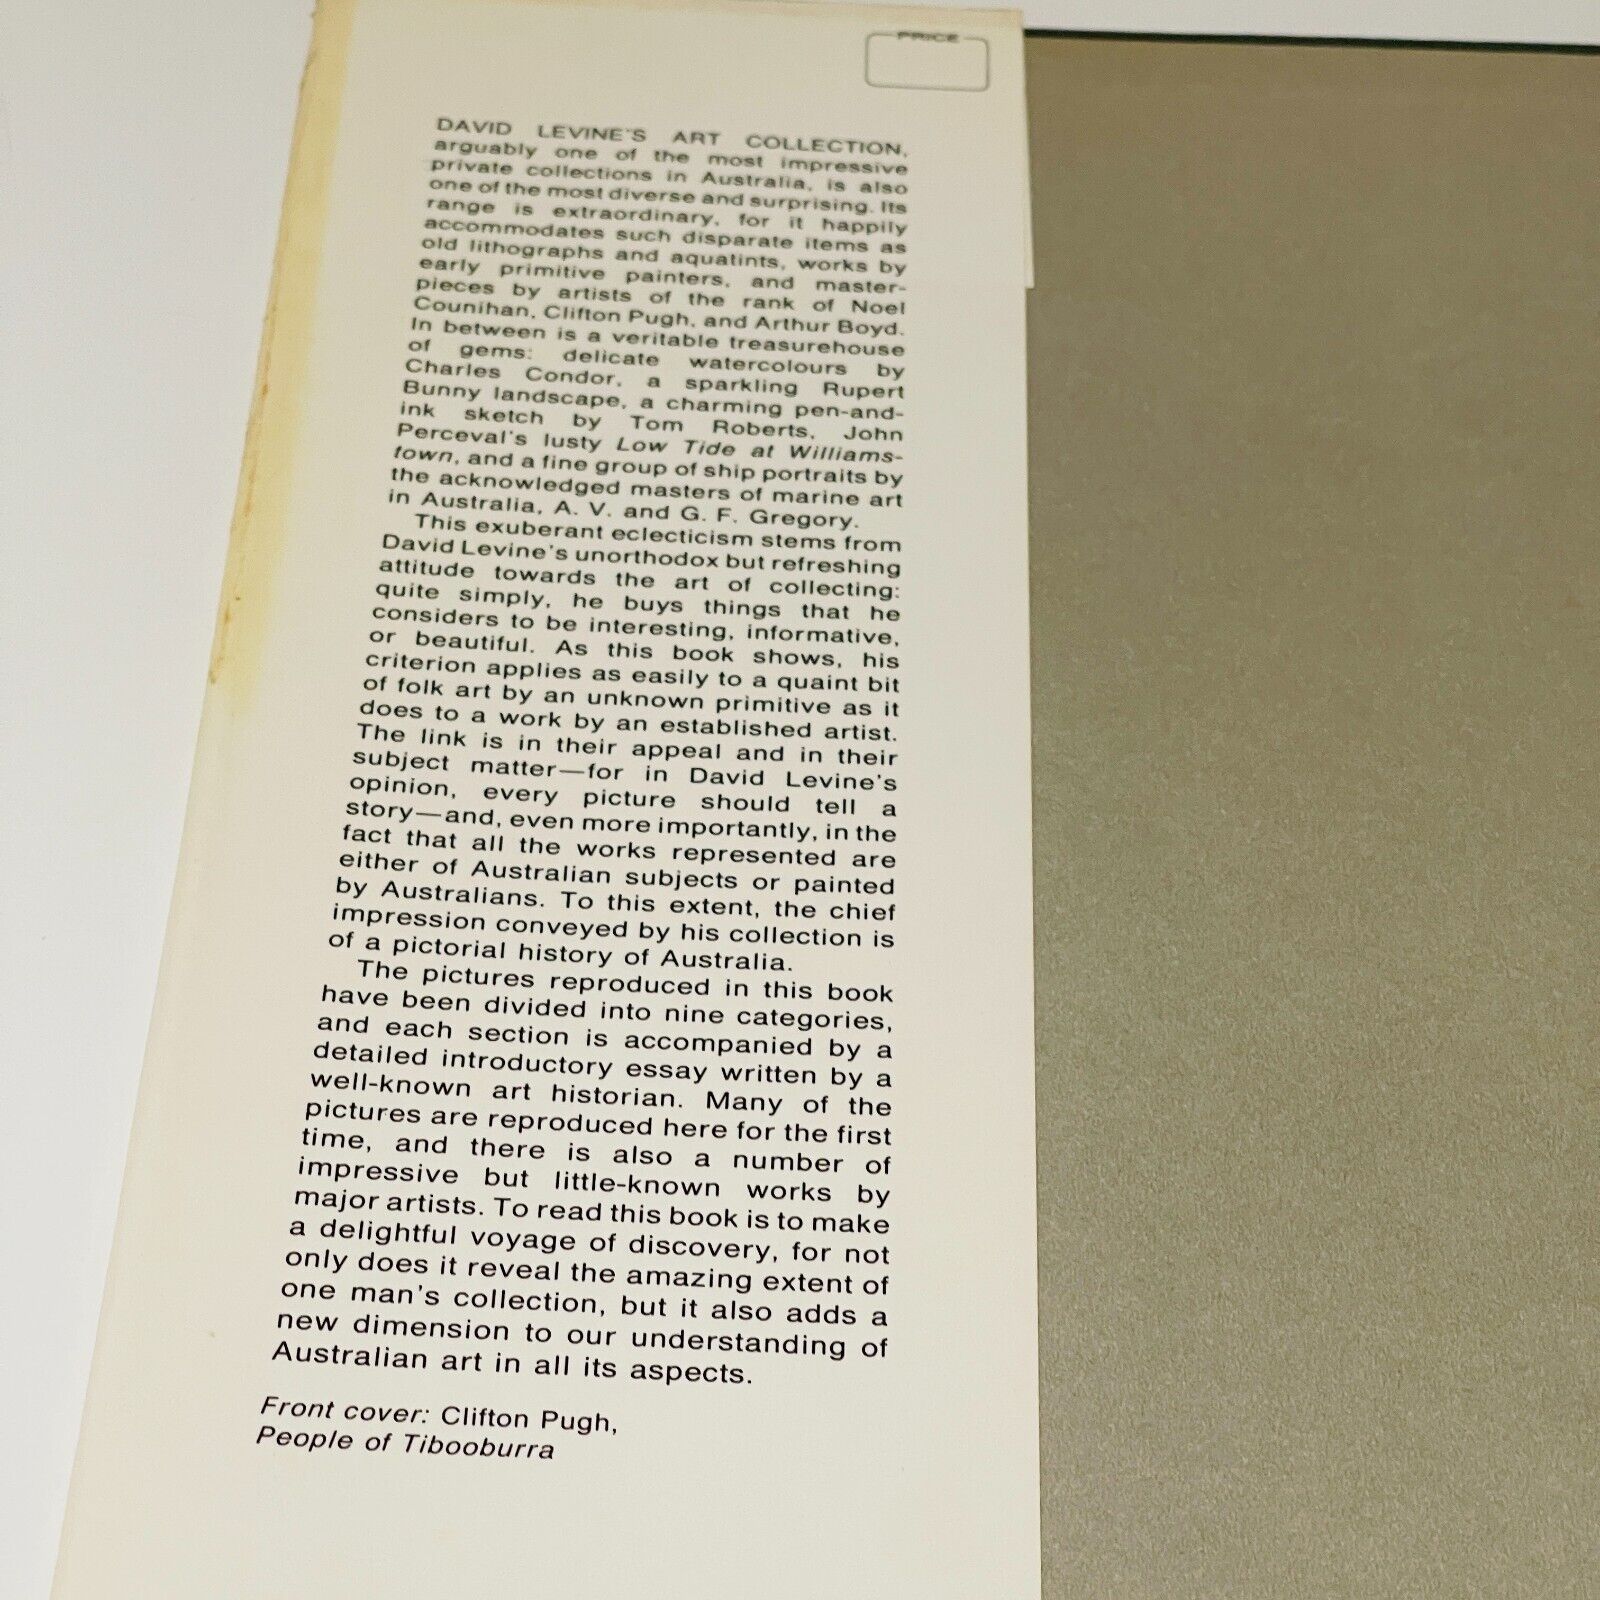 PRICE
DAVID LEVINE'S ART COLLECTION,
arguably one of the most impressive
private collections in Australia, is also
one of the most diverse and surprising. Its
range is extraordinary, for it happily
accommodates such disparate items as
old lithographs and aquatints, works by
early primitive painters, and master-
pieces by artists of the rank of Noel
Counihan, Clifton Pugh, and Arthur Boyd.
In between is a veritable treasurehouse
of gems: delicate watercolours by
Charles Condor, a sparkling Rupert
Bunny landscape, a charming pen-and-
ink sketch by Tom Roberts, John
Perceval's lusty Low Tide at Williams-
town, and a fine group of ship portraits by
the acknowledged masters of marine art
in Australia, A. V. and G. F. Gregory.
This exuberant eclecticism stems from
David Levine's unorthodox but refreshing
attitude towards the art of collecting:
quite simply, he buys things that he
considers to be interesting, informative,
or beautiful. As this book shows, his
criterion applies as easily to a quaint bit
of folk art by an unknown primitive as it
does to a work by an established artist.
The link is in their appeal and in their
subject matter—for in David Levine's
opinion, every picture should tell a
story—and, even more importantly, in the
fact that all the works represented are
either of Australian subjects or painted
by Australians. To this extent, the chief
impression conveyed by his collection is
of a pictorial history of Australia.
The pictures reproduced in this book
have been divided into nine categories,
and each section is accompanied by a
detailed introductory essay written by a
well-known art historian. Many of the
pictures are reproduced here for the first
time, and there is also a number of
impressive but little-known works by
major artists. To read this book is to make
a delightful voyage of discovery, for not
only does it reveal the amazing extent of
one man's collection, but it also adds a
new dimension to our understanding of
Australian art in all its aspects.
Front cover: Clifton Pugh,
People of Tibooburra